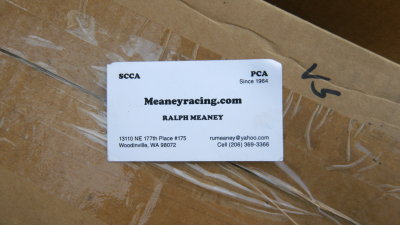 SCCA PCA
Since 1964
Meaneyracing.com
RALPH MEANEY
13110 NE 177th Place #175 rumeaney@yahoo.com
Woodinville, WA 98072 Cell (206) 369-3366
VS